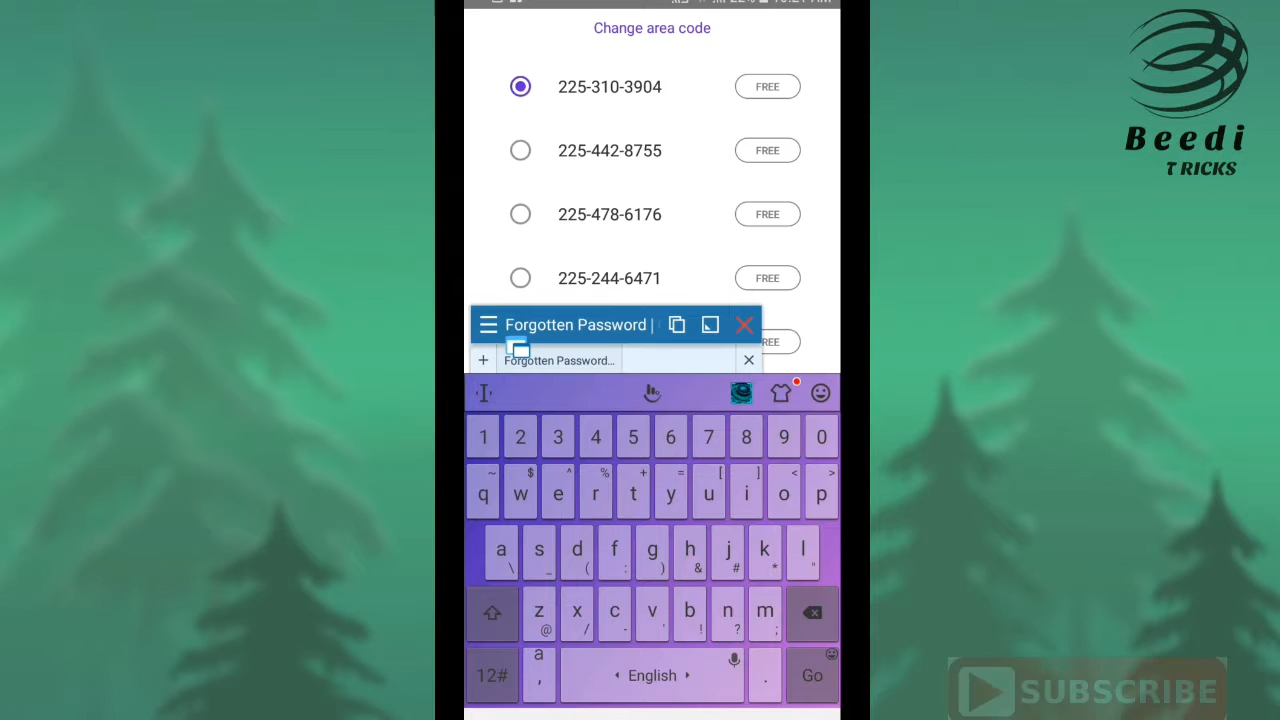 Change area code
225-310-3904 FREE
225-442-8755 FREE
225-478-6176 FREE
225-244-6471 FREE
Forgotten Password |
REE
+ Forgotten Password...
1 2 3 4 5 6 7 8 9 0
~ $ ^ % + = [ ] < >
q w e r t y u i o p
a s d f g h j k l
\ _ ( : ) & # * "
z x c v b n m
@ / - ' ! ? ;
12# a , English . Go
Beedi
TRICKS
SUBSCRIBE